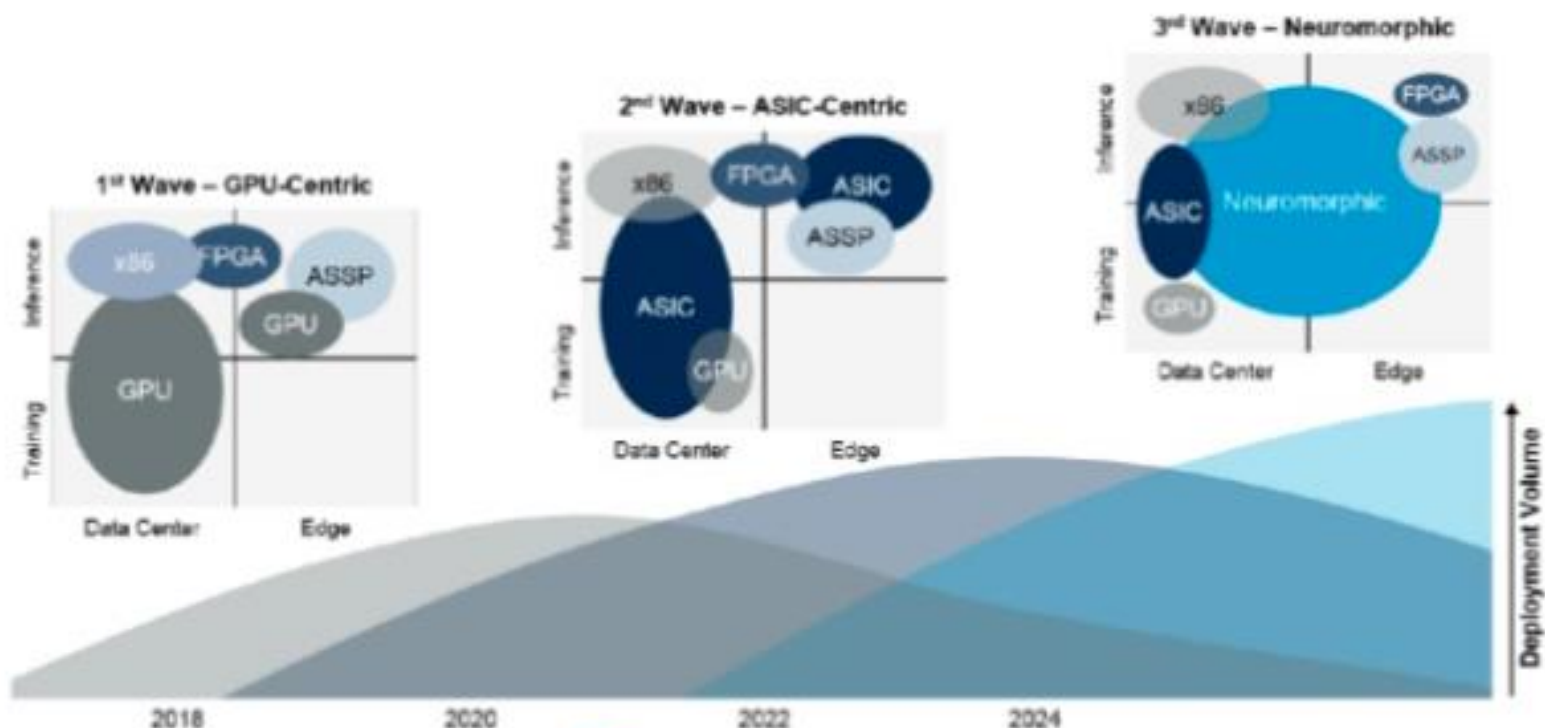 3rd Wave – Neuromorphic
Inference
Training
x86
FPGA
ASSP
ASIC
Neuromorphic
GPU
Data Center
Edge
2nd Wave – ASIC-Centric
Inference
Training
x86
FPGA
ASIC
ASSP
ASIC
GPU
Data Center
Edge
1st Wave – GPU-Centric
Inference
Training
x86
FPGA
ASSP
GPU
GPU
Data Center
Edge
Deployment Volume
2018
2020
2022
2024